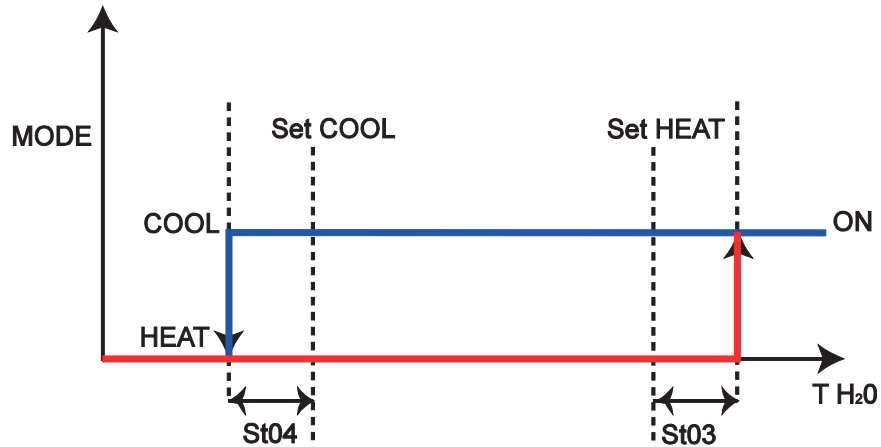 Set COOL
Set HEAT
MODE
COOL
ON
HEAT
T H₂0
St04
St03